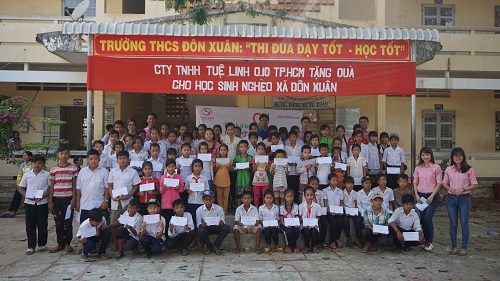 TRƯỜNG THCS ĐÔN XUÂN: "THI ĐUA DẠY TỐT - HỌC TỐT"
CTY TNHH TUỆ LINH Q.10 TP.HCM TẶNG QUÀ
CHO HỌC SINH NGHÈO XÃ ĐÔN XUÂN